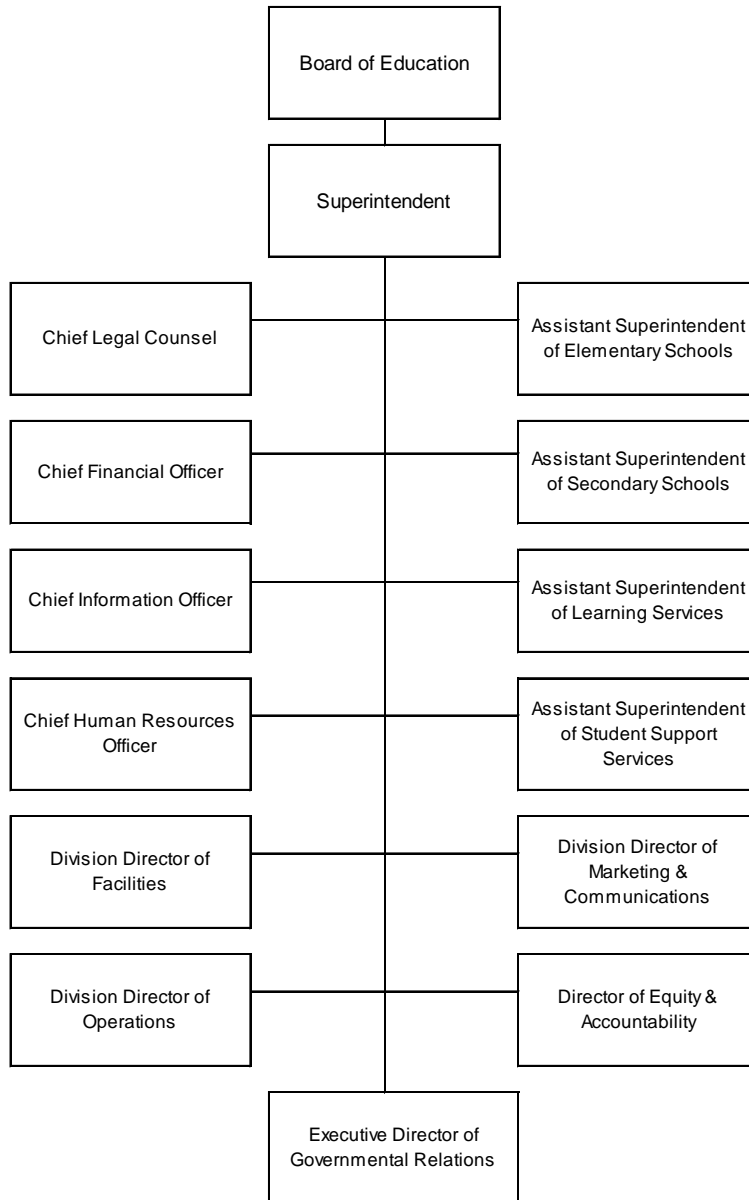 Board of Education
Superintendent
Chief Legal Counsel
Assistant Superintendent
of Elementary Schools
Chief Financial Officer
Assistant Superintendent
of Secondary Schools
Chief Information Officer
Assistant Superintendent
of Learning Services
Chief Human Resources
Officer
Assistant Superintendent
of Student Support
Services
Division Director of
Facilities
Division Director of
Marketing &
Communications
Division Director of
Operations
Director of Equity &
Accountability
Executive Director of
Governmental Relations